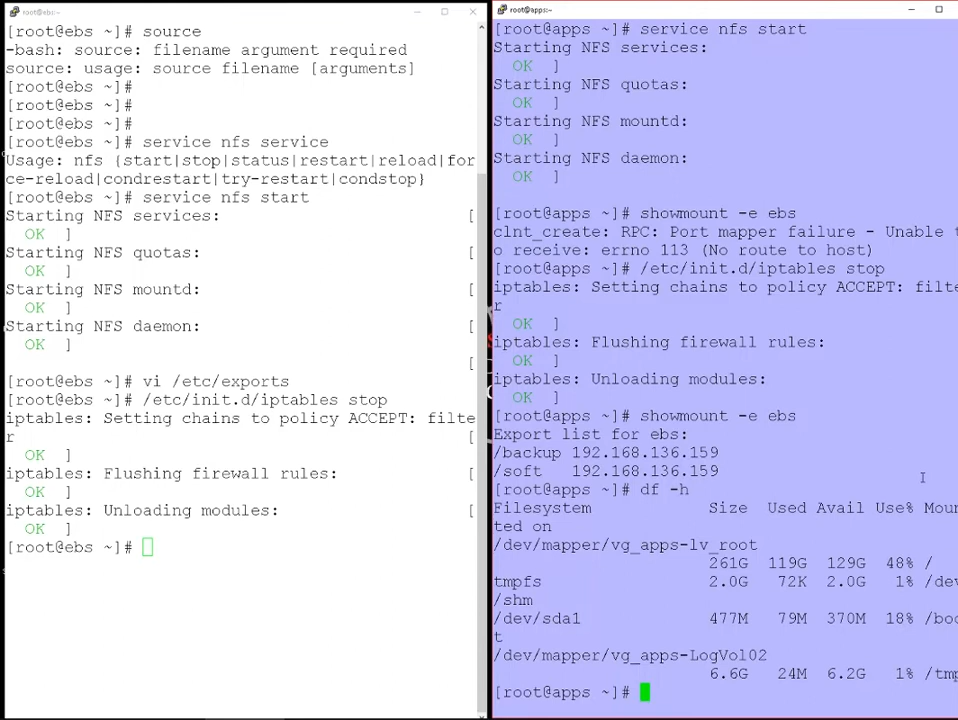 root@ebs:~
[root@ebs ~]# source
-bash: source: filename argument required
source: usage: source filename [arguments]
[root@ebs ~]#
[root@ebs ~]#
[root@ebs ~]#
[root@ebs ~]# service nfs service
Usage: nfs {start|stop|status|restart|reload|for
ce-reload|condrestart|try-restart|condstop}
[root@ebs ~]# service nfs start
Starting NFS services: [
OK ]
Starting NFS quotas: [
OK ]
Starting NFS mountd: [
OK ]
Starting NFS daemon: [
OK ]
[
[root@ebs ~]# vi /etc/exports
[root@ebs ~]# /etc/init.d/iptables stop
iptables: Setting chains to policy ACCEPT: filte
r [
OK ]
iptables: Flushing firewall rules: [
OK ]
iptables: Unloading modules: [
OK ]
[root@ebs ~]#
root@apps:~
[root@apps ~]# service nfs start
Starting NFS services:
OK ]
Starting NFS quotas:
OK ]
Starting NFS mountd:
OK ]
Starting NFS daemon:
OK ]
[root@apps ~]# showmount -e ebs
clnt_create: RPC: Port mapper failure - Unable t
o receive: errno 113 (No route to host)
[root@apps ~]# /etc/init.d/iptables stop
iptables: Setting chains to policy ACCEPT: filte
r
OK ]
iptables: Flushing firewall rules:
OK ]
iptables: Unloading modules:
OK ]
[root@apps ~]# showmount -e ebs
Export list for ebs:
/backup 192.168.136.159
/soft 192.168.136.159
[root@apps ~]# df -h
Filesystem Size Used Avail Use% Moun
ted on
/dev/mapper/vg_apps-lv_root
261G 119G 129G 48% /
tmpfs 2.0G 72K 2.0G 1% /dev
/shm
/dev/sda1 477M 79M 370M 18% /boo
t
/dev/mapper/vg_apps-LogVol02
6.6G 24M 6.2G 1% /tmp
[root@apps ~]#